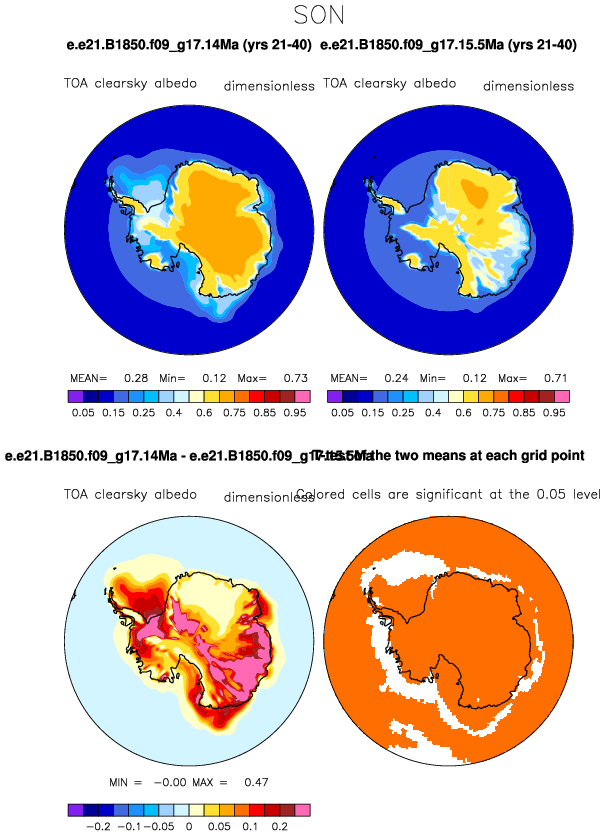 SON
e.e21.B1850.f09_g17.14Ma (yrs 21-40) e.e21.B1850.f09_g17.15.5Ma (yrs 21-40)
TOA clearsky albedo dimensionless TOA clearsky albedo dimensionless
MEAN= 0.28 Min= 0.12 Max= 0.73 MEAN= 0.24 Min= 0.12 Max= 0.71
0.05 0.15 0.25 0.4 0.6 0.75 0.85 0.95 0.05 0.15 0.25 0.4 0.6 0.75 0.85 0.95
e.e21.B1850.f09_g17.14Ma - e.e21.B1850.f09_g17.15.5Ma T-test of the two means at each grid point
TOA clearsky albedo dimensionless Colored cells are significant at the 0.05 level
MIN = -0.00 MAX = 0.47
-0.2 -0.1 -0.05 0 0.05 0.1 0.2